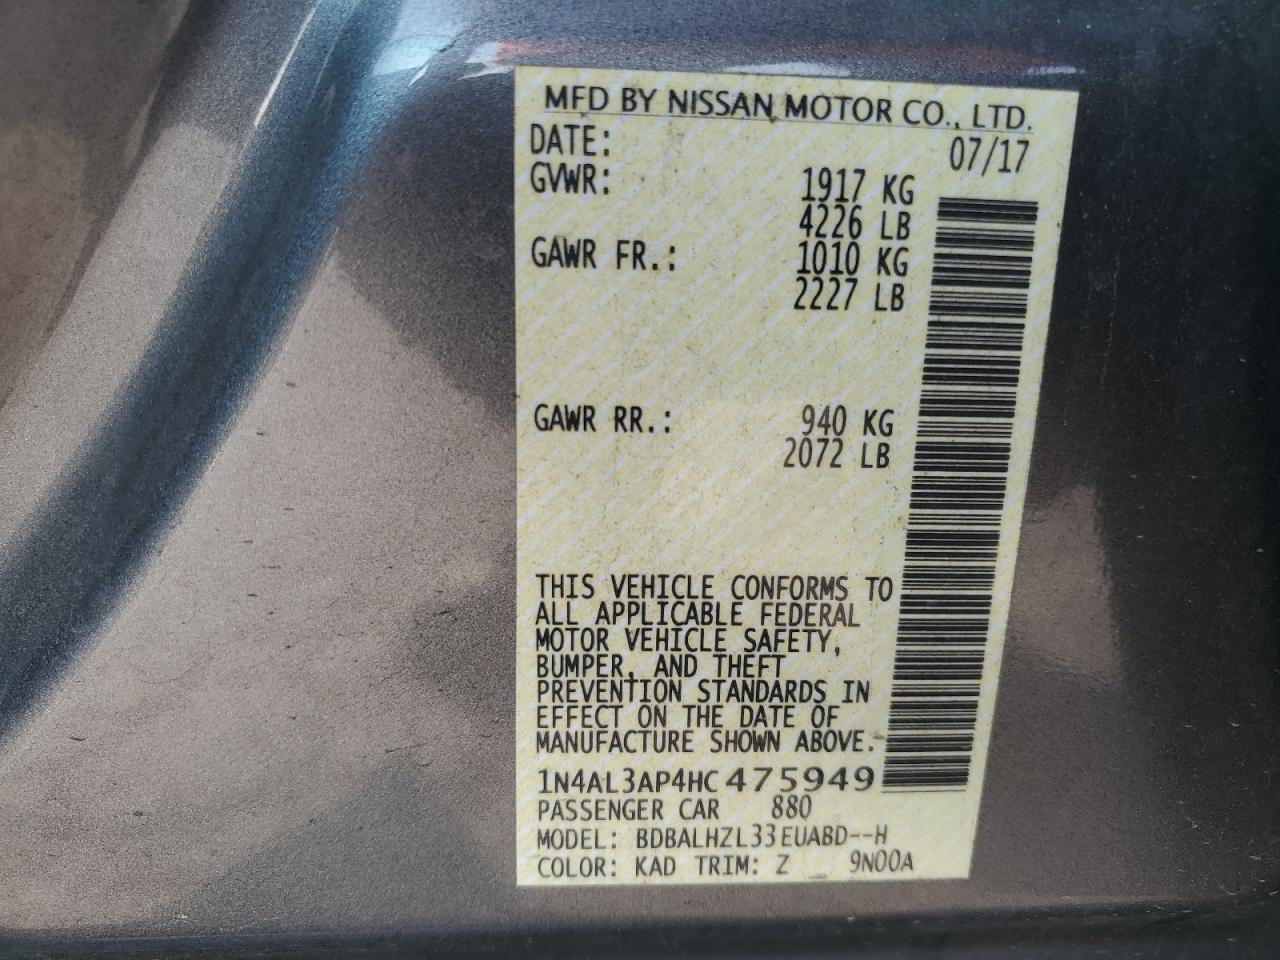 MFD BY NISSAN MOTOR CO., LTD.
DATE: 07/17
GVWR: 1917 KG
4226 LB
GAWR FR.: 1010 KG
2227 LB
GAWR RR.: 940 KG
2072 LB
THIS VEHICLE CONFORMS TO
ALL APPLICABLE FEDERAL
MOTOR VEHICLE SAFETY,
BUMPER, AND THEFT
PREVENTION STANDARDS IN
EFFECT ON THE DATE OF
MANUFACTURE SHOWN ABOVE.
1N4AL3AP4HC475949
PASSENGER CAR 880
MODEL: BDBALHZL33EUABD--H
COLOR: KAD TRIM: Z 9N00A